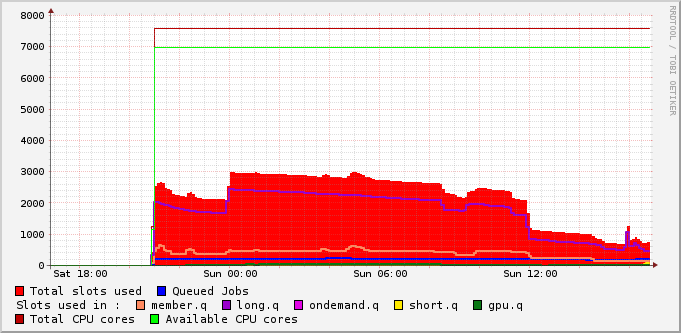 8000
7000
6000
5000
4000
3000
2000
1000
0
Sat 18:00 Sun 00:00 Sun 06:00 Sun 12:00
Total slots used Queued Jobs
Slots used in : member.q long.q ondemand.q short.q gpu.q
Total CPU cores Available CPU cores
RRDTOOL / TOBI OETIKER